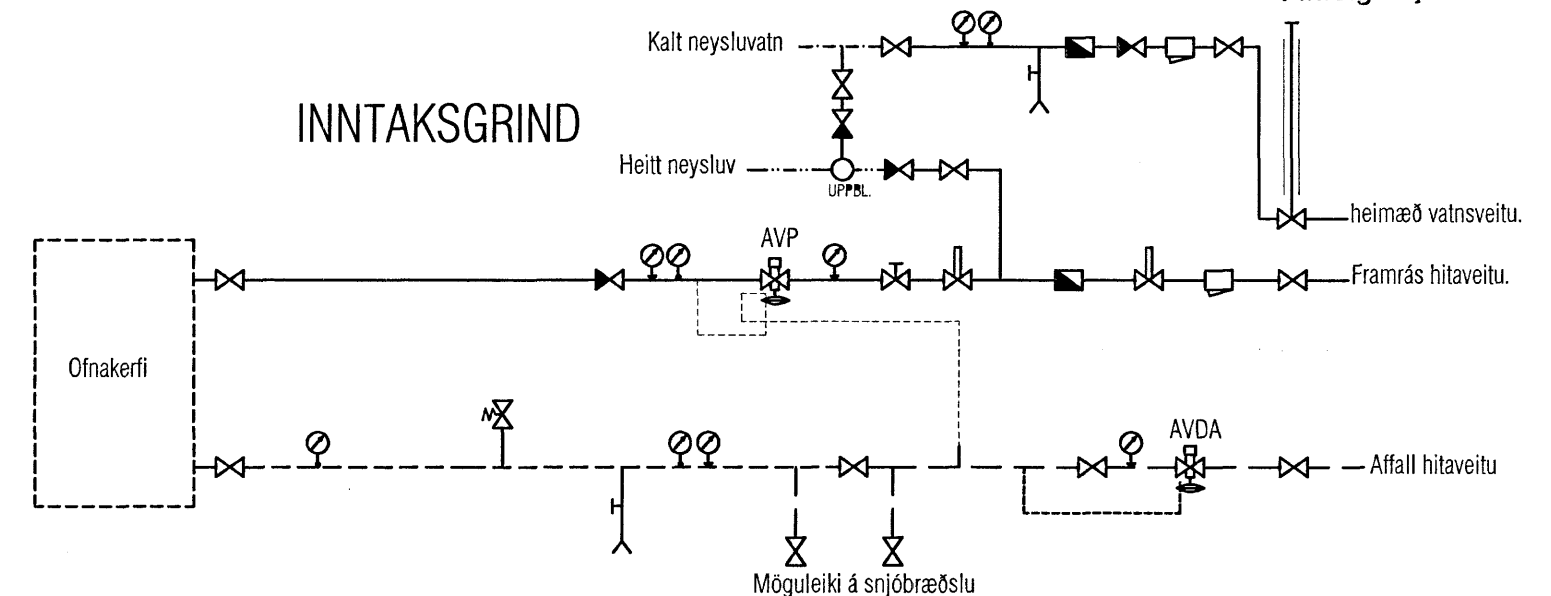 Kalt neysluvatn
INNTAKSGRIND
Heitt neysluv
UPPBL.
heimæð vatnsveitu.
AVP
Framrás hitaveitu.
Ofnakerfi
AVDA
Affall hitaveitu
Möguleiki á snjóbræðslu